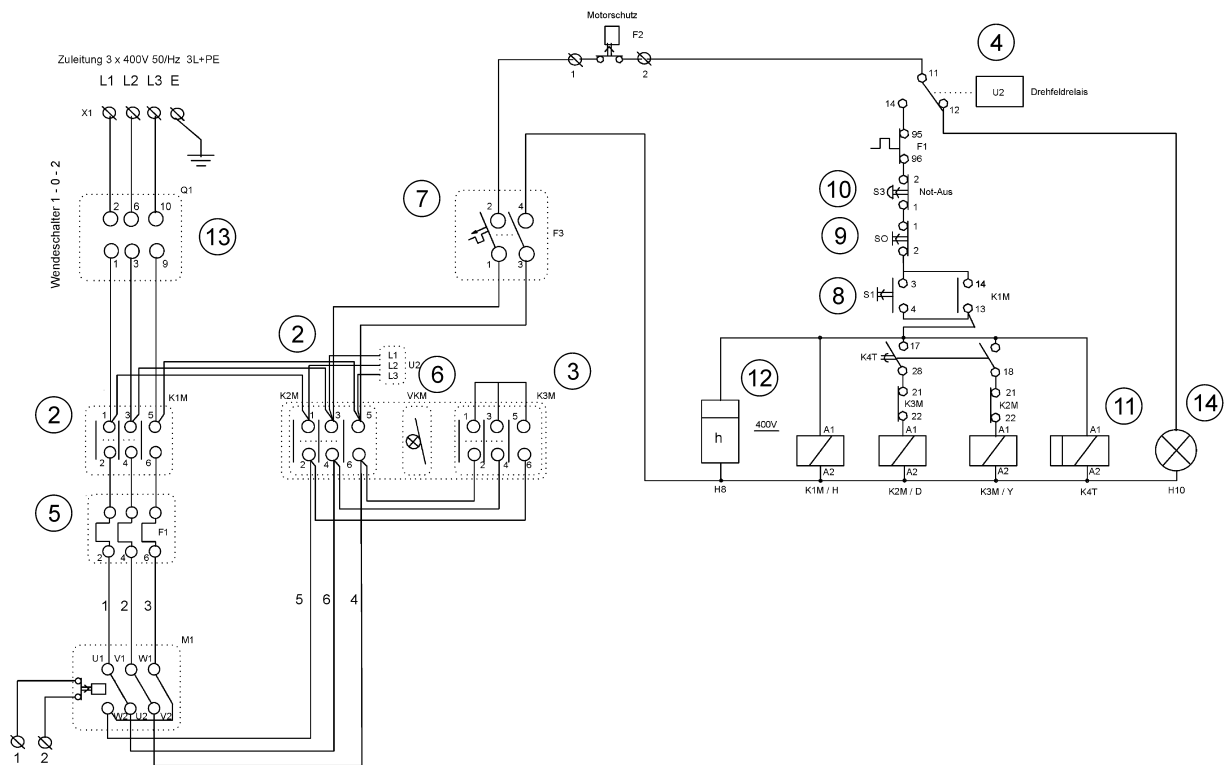 Motorschutz
F2
1
2
4
Zuleitung 3 x 400V 50/Hz 3L+PE
L1 L2 L3 E
X1
11
12
U2
Drehfeldrelais
14
95
F1
96
Wendeschalter 1 - 0 - 2
Q1
2 6 10
1 3 9
13
7
2 4
F3
1 3
10
2
S3
Not-Aus
1
9
1
SO
2
8
3
S1
4
14
K1M
13
2
L1
L2
L3
U2
6
3
K2M
VKM
K3M
1 3 5
2 4 6
1 3 5
2 4 6
2
K1M
1 3 5
2 4 6
17
K4T
28
18
21
K3M
22
21
K2M
22
12
h
400V
11
14
A1 A1 A1 A1
A2 A2 A2 A2
H8
K1M / H
K2M / D
K3M / Y
K4T
H10
5
F1
2 4 6
1 2 3
5 6 4
M1
U1 V1 W1
W2 U2 V2
1 2